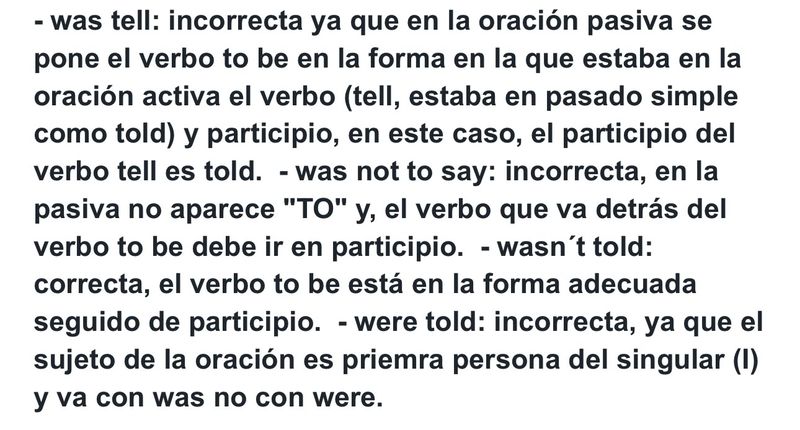 - was tell: incorrecta ya que en la oración pasiva se
pone el verbo to be en la forma en la que estaba en la
oración activa el verbo (tell, estaba en pasado simple
como told) y participio, en este caso, el participio del
verbo tell es told.  - was not to say: incorrecta, en la
pasiva no aparece "TO" y, el verbo que va detrás del
verbo to be debe ir en participio.  - wasn´t told:
correcta, el verbo to be está en la forma adecuada
seguido de participio.  - were told: incorrecta, ya que el
sujeto de la oración es priemra persona del singular (I)
y va con was no con were.